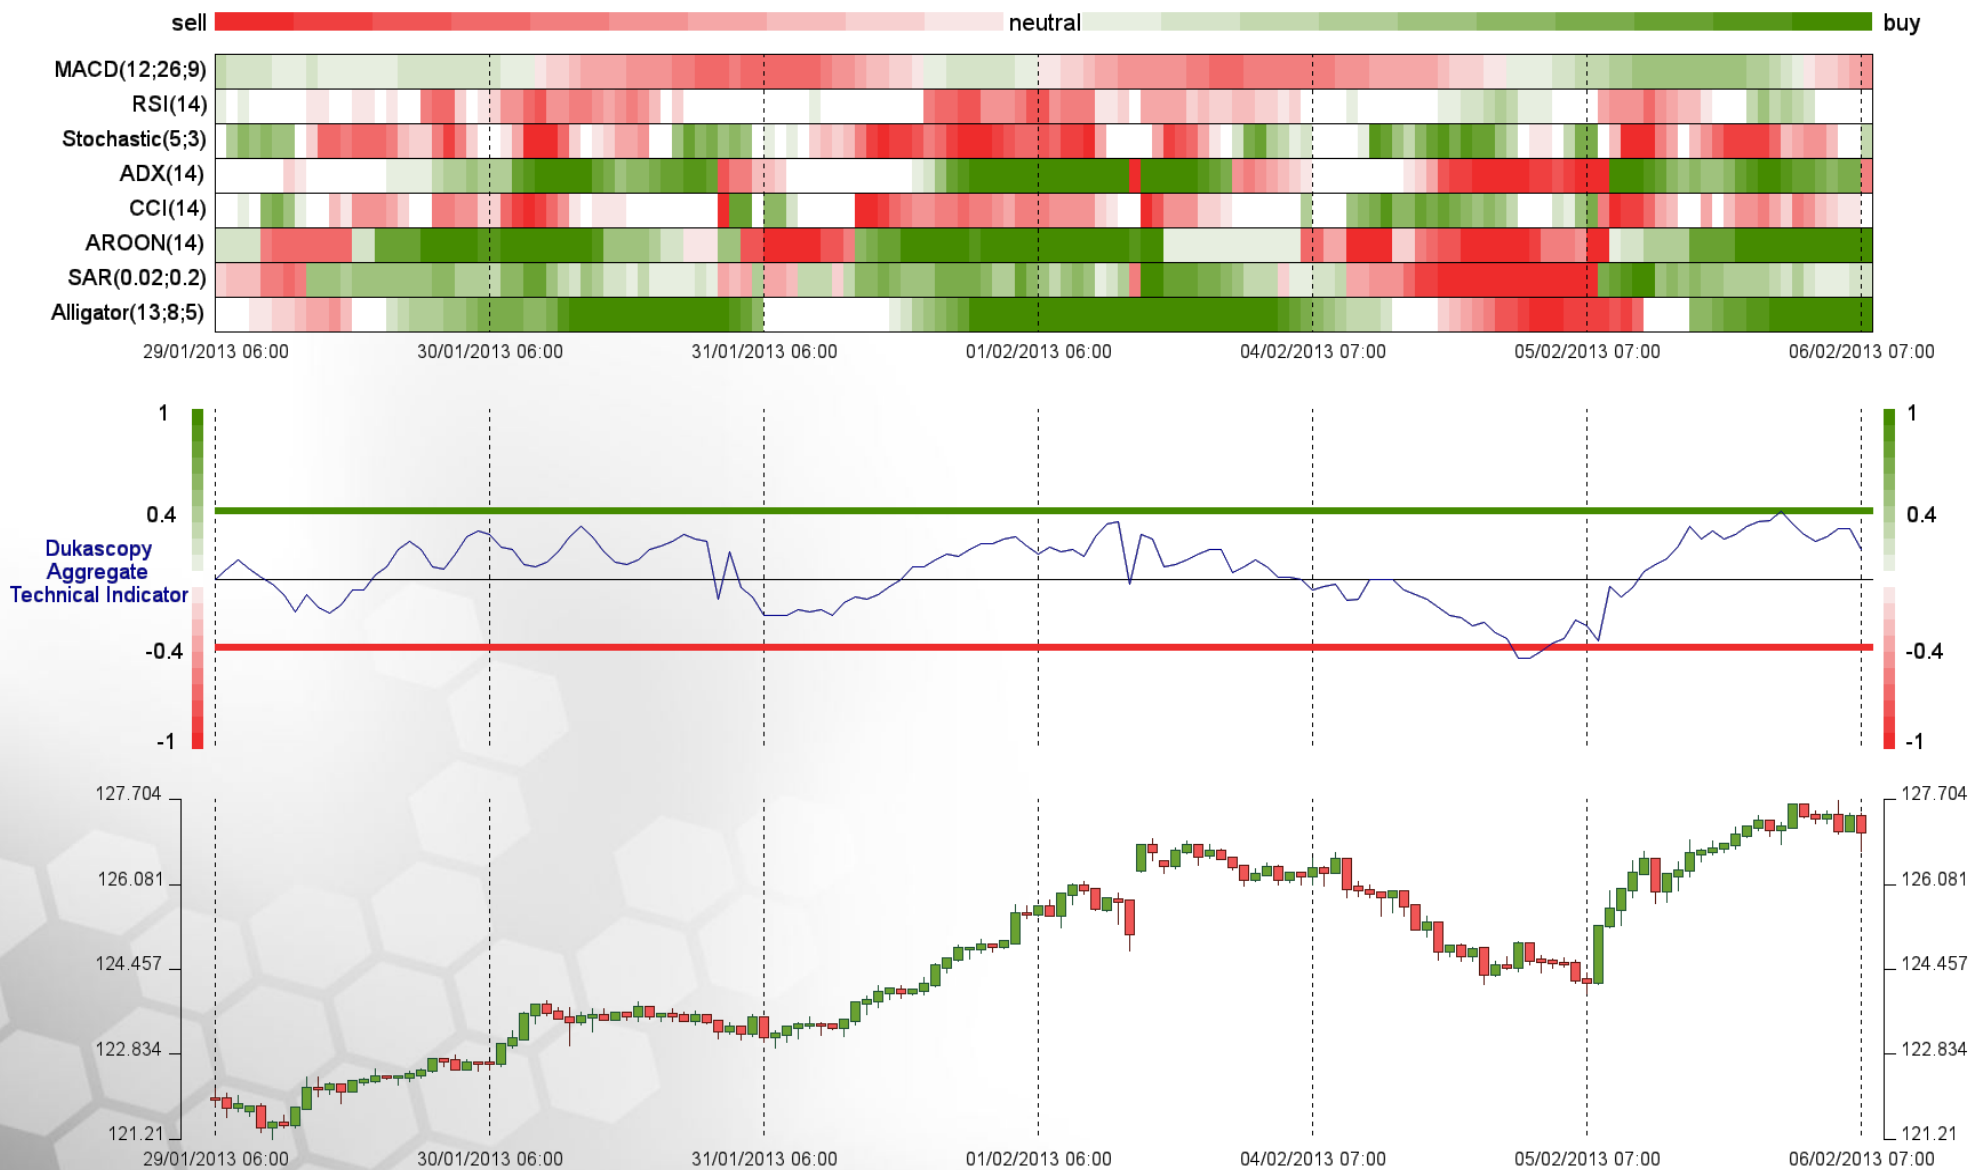 sell neutral buy
MACD(12;26;9)
RSI(14)
Stochastic(5;3)
ADX(14)
CCI(14)
AROON(14)
SAR(0.02;0.2)
Alligator(13;8;5)
29/01/2013 06:00 30/01/2013 06:00 31/01/2013 06:00 01/02/2013 06:00 04/02/2013 07:00 05/02/2013 07:00 06/02/2013 07:00
1 1
0.4 0.4
Dukascopy
Aggregate
Technical Indicator
-0.4 -0.4
-1 -1
127.704 127.704
126.081 126.081
124.457 124.457
122.834 122.834
121.21 121.21
29/01/2013 06:00 30/01/2013 06:00 31/01/2013 06:00 01/02/2013 06:00 04/02/2013 07:00 05/02/2013 07:00 06/02/2013 07:00